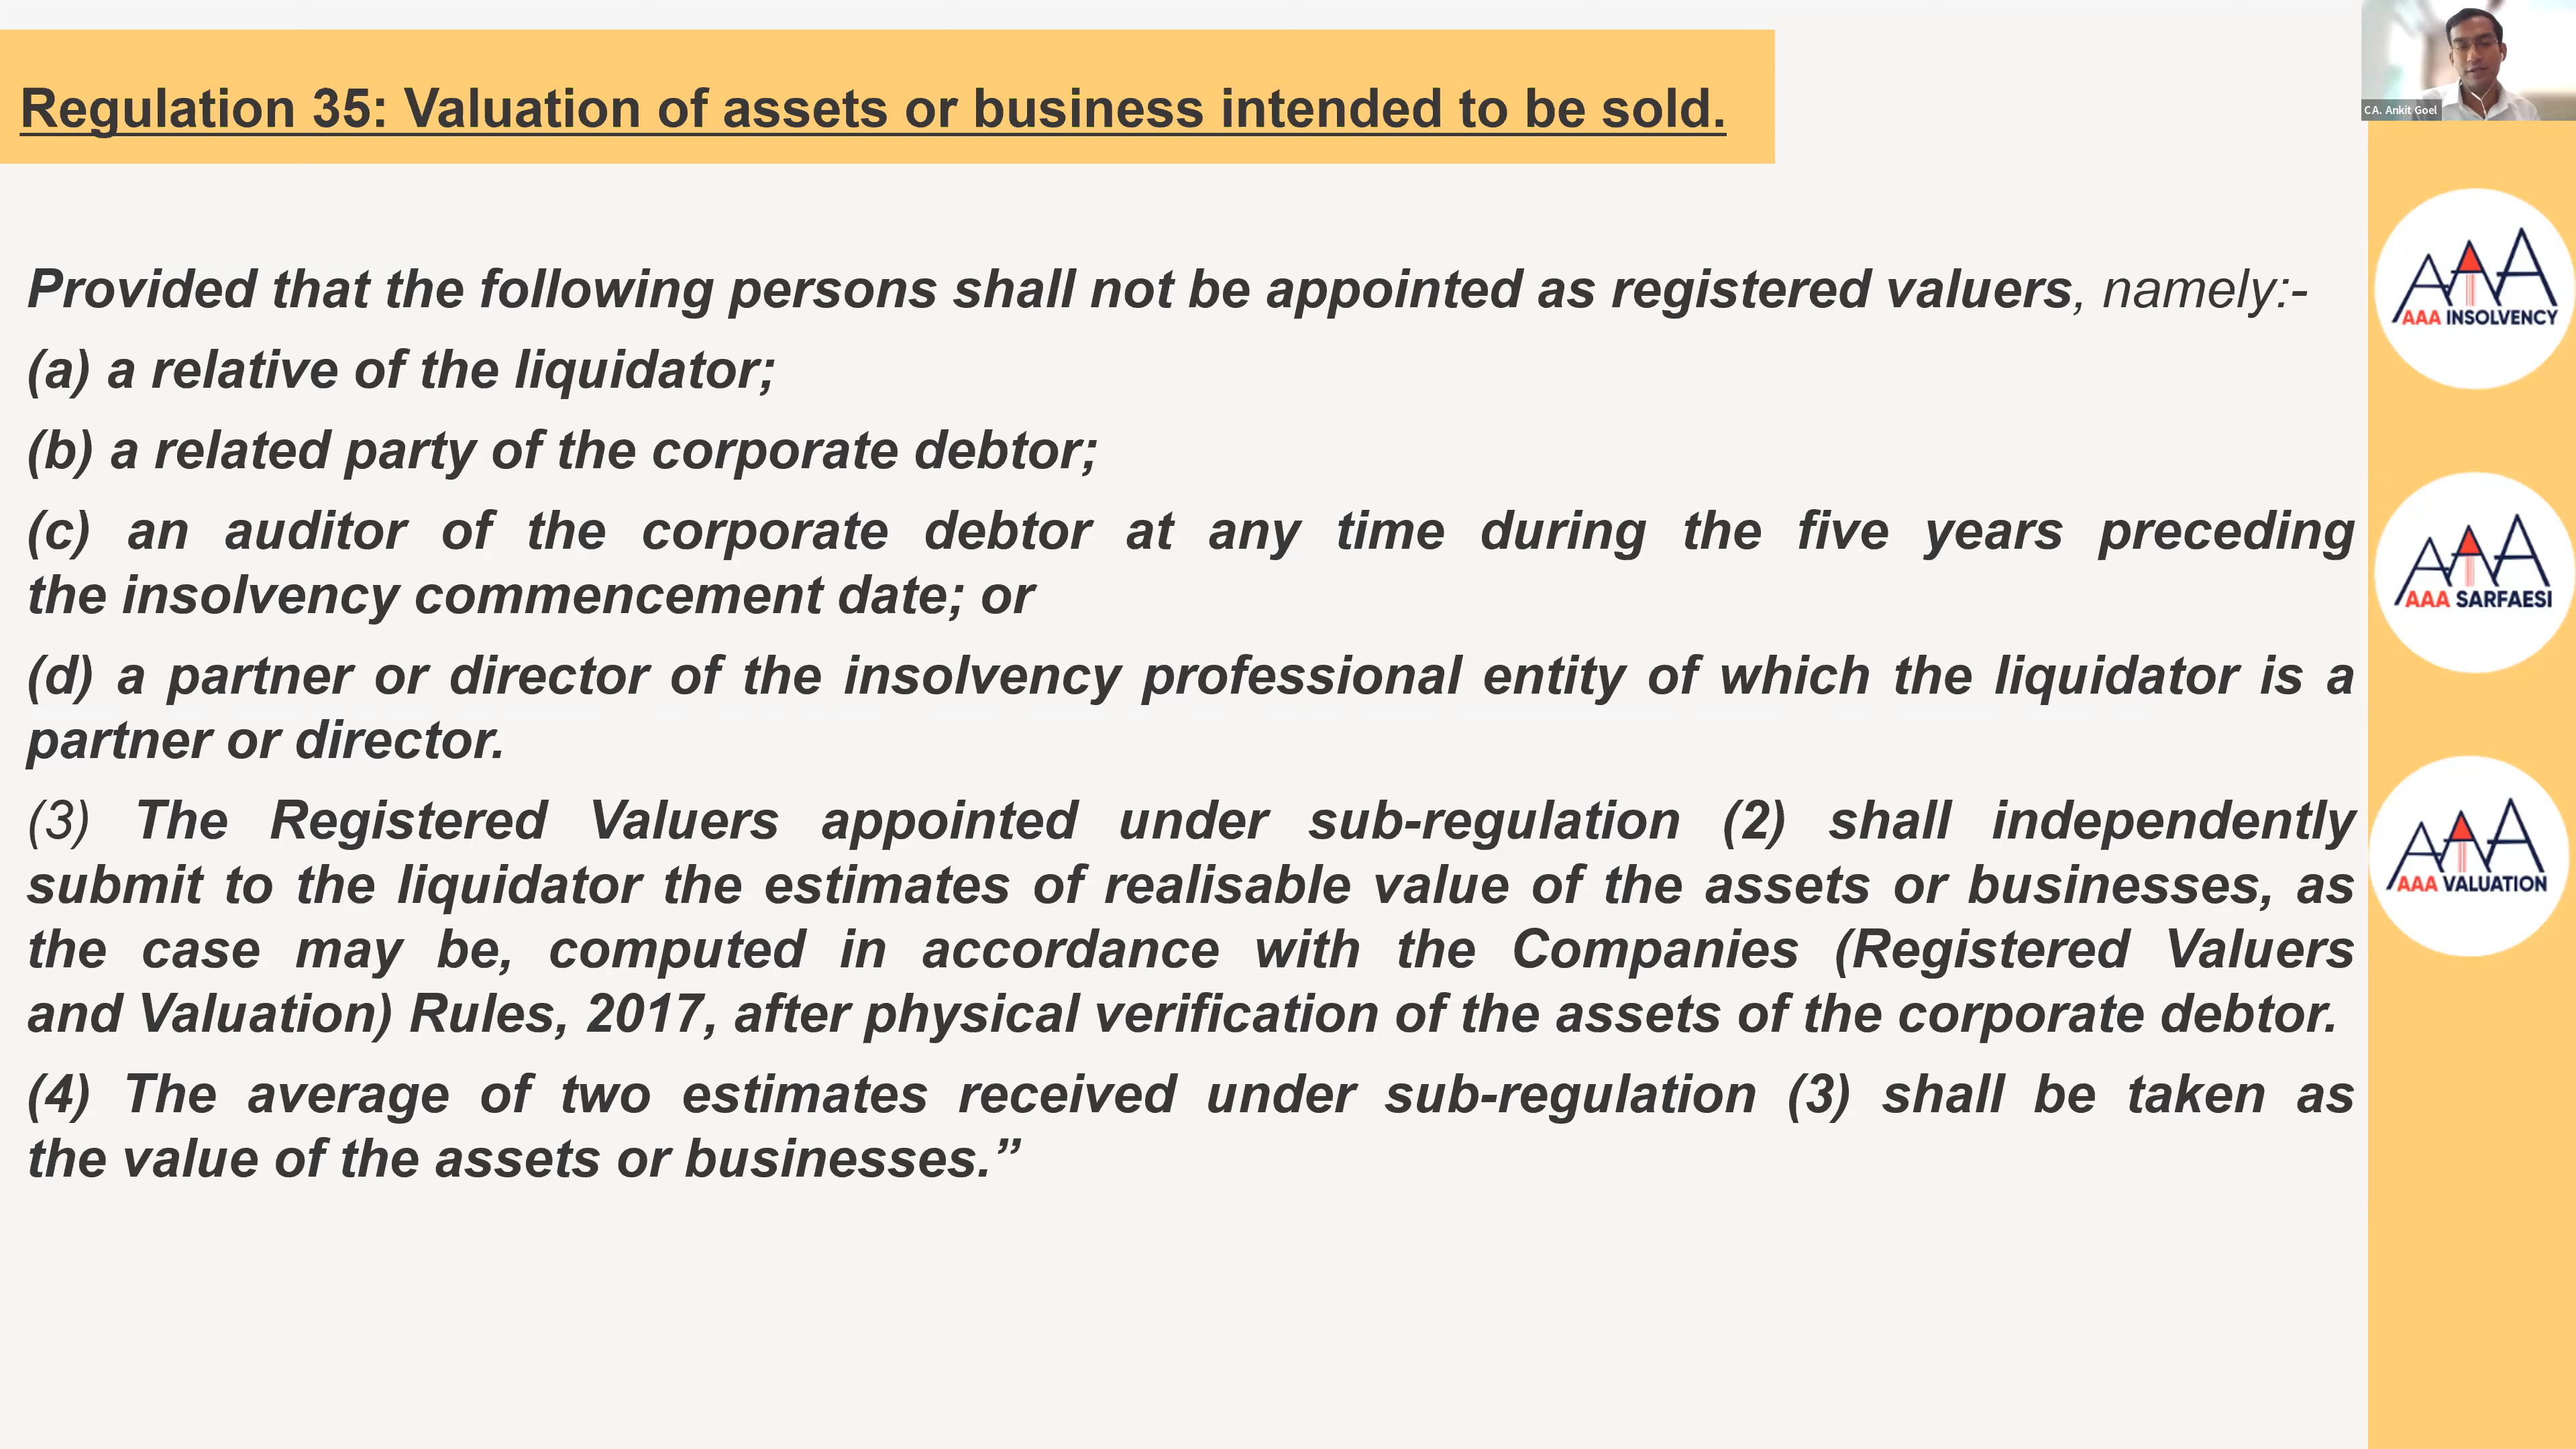 Regulation 35: Valuation of assets or business intended to be sold.
CA. Ankit Goel
Provided that the following persons shall not be appointed as registered valuers, namely:-
(a) a relative of the liquidator;
(b) a related party of the corporate debtor;
(c) an auditor of the corporate debtor at any time during the five years preceding
the insolvency commencement date; or
(d) a partner or director of the insolvency professional entity of which the liquidator is a
partner or director.
(3) The Registered Valuers appointed under sub-regulation (2) shall independently
submit to the liquidator the estimates of realisable value of the assets or businesses, as
the case may be, computed in accordance with the Companies (Registered Valuers
and Valuation) Rules, 2017, after physical verification of the assets of the corporate debtor.
(4) The average of two estimates received under sub-regulation (3) shall be taken as
the value of the assets or businesses.”
AAA
AAA INSOLVENCY
AAA
AAA SARFAESI
AAA
AAA VALUATION